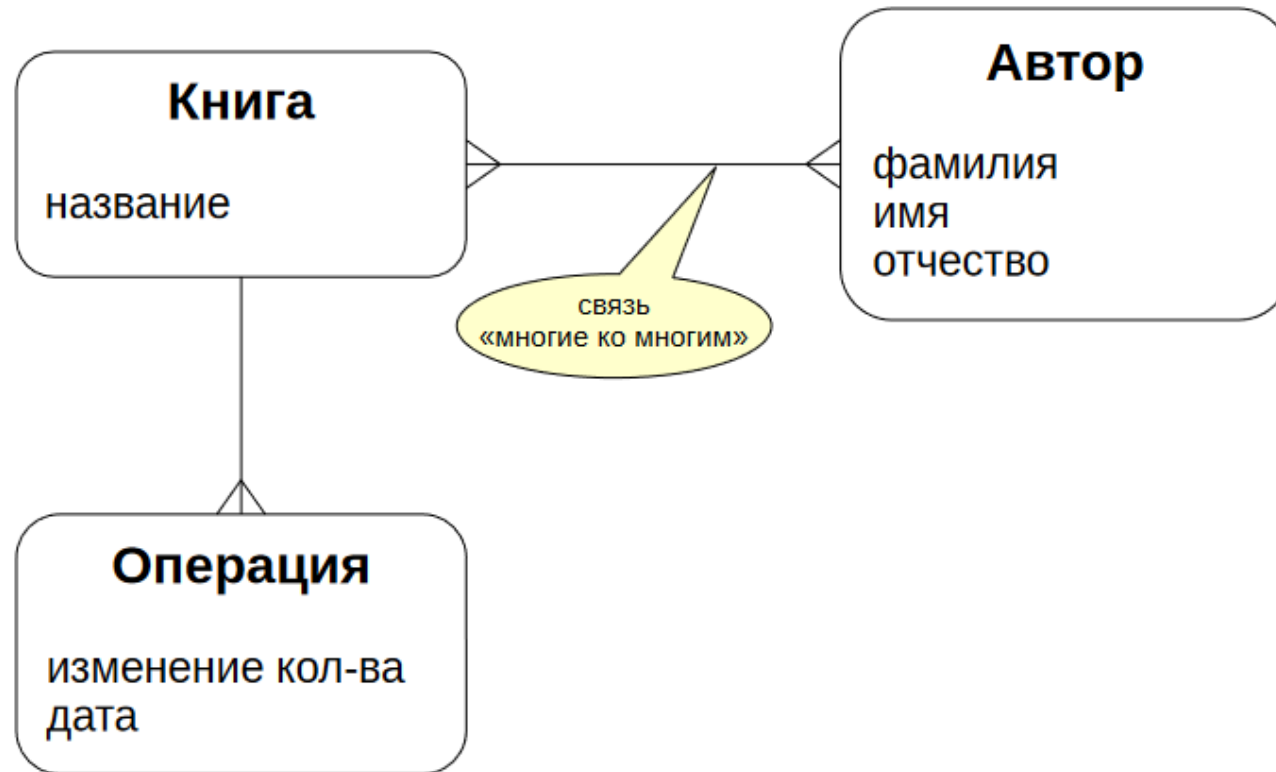 Книга
название
Автор
фамилия
имя
отчество
связь
«многие ко многим»
Операция
изменение кол-ва
дата